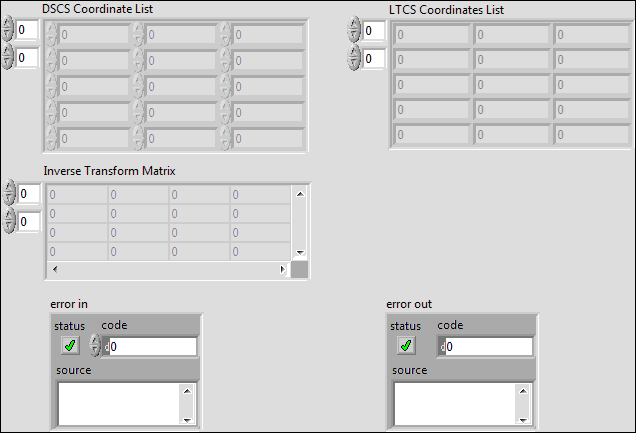 DSCS Coordinate List
LTCS Coordinates List
0 0 0 0
0 0 0 0
0 0 0
0 0 0
0 0 0
0 0 0 0
0 0 0 0
0 0 0
0 0 0
0 0 0
Inverse Transform Matrix
0 0 0 0 0
0 0 0 0 0
0 0 0 0
0 0 0 0
error in
status code
d0
source
error out
status code
d0
source